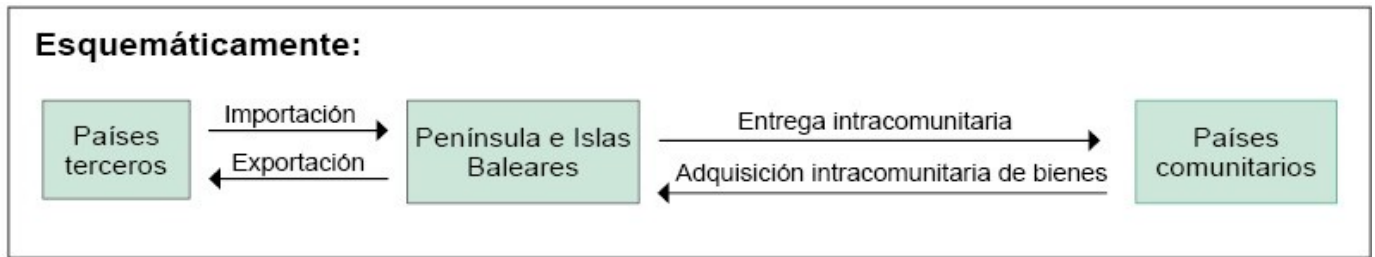 Esquemáticamente:
Países
terceros
Importación
Exportación
Península e Islas
Baleares
Entrega intracomunitaria
Adquisición intracomunitaria de bienes
Países
comunitarios